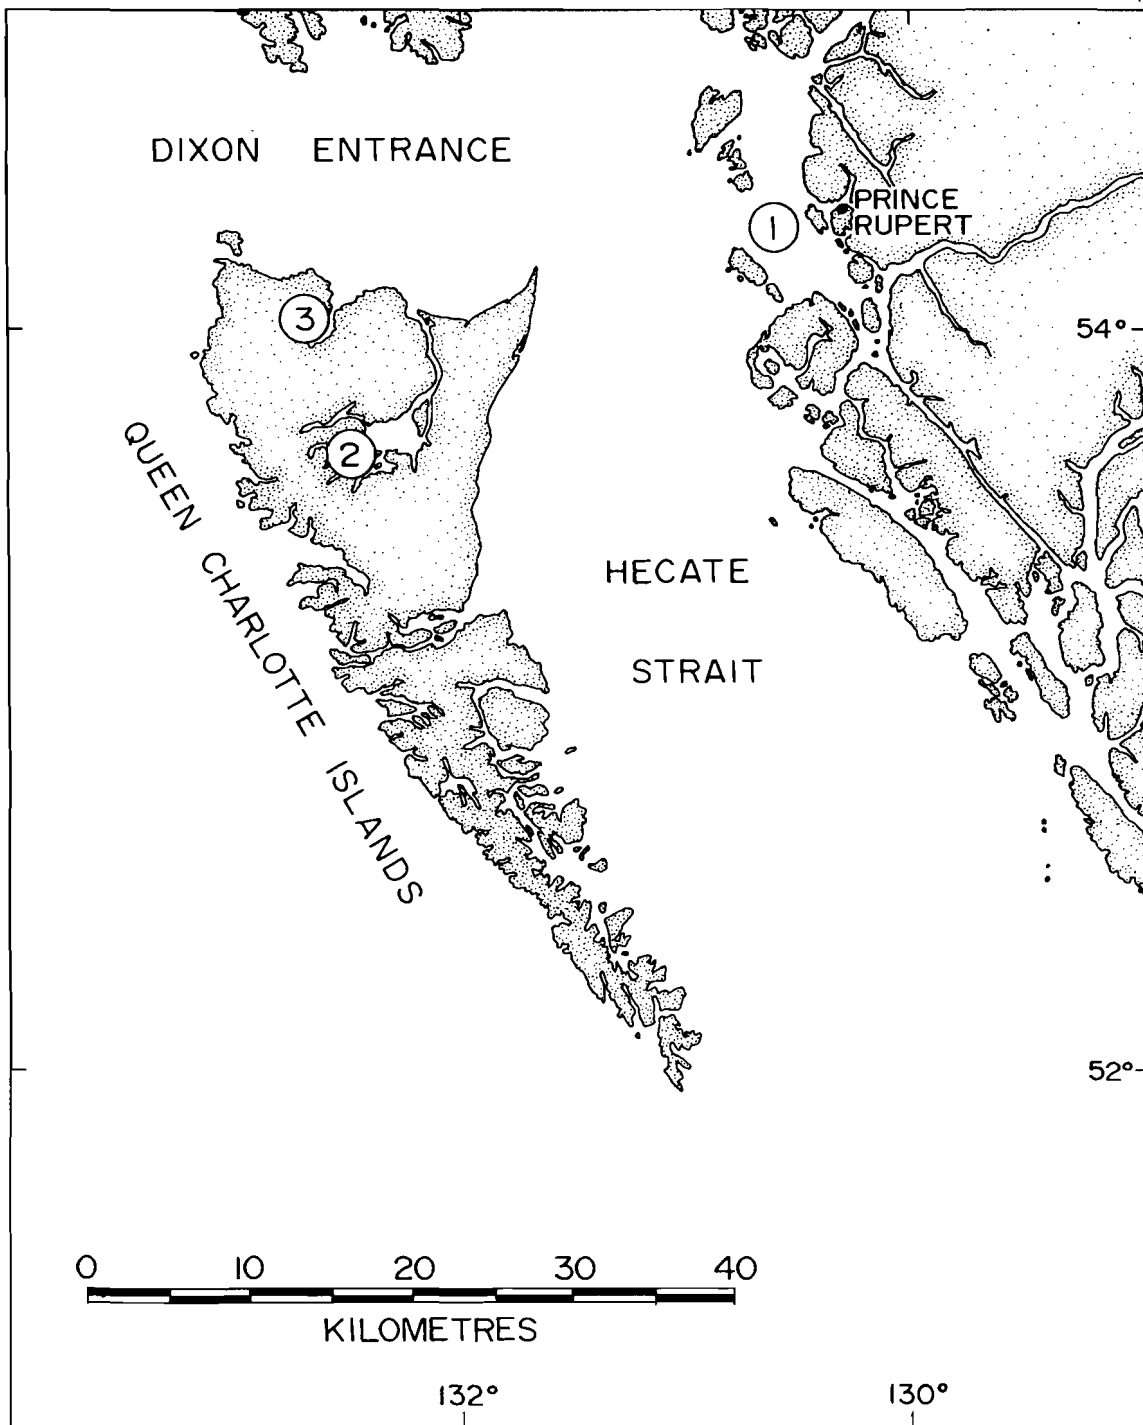 DIXON ENTRANCE
PRINCE
RUPERT
1
3
54°
2
QUEEN CHARLOTTE ISLANDS
HECATE
STRAIT
52°
0 10 20 30 40
KILOMETRES
132° 130°